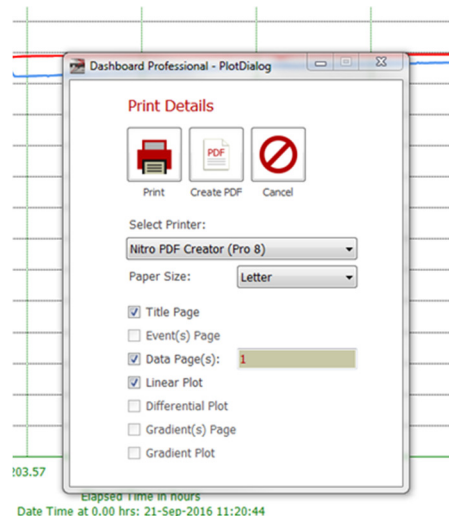 Dashboard Professional - PlotDialog
Print Details
PDF
Print Create PDF Cancel
Select Printer:
Nitro PDF Creator (Pro 8)
Paper Size: Letter
Title Page
Event(s) Page
Data Page(s): 1
Linear Plot
Differential Plot
Gradient(s) Page
Gradient Plot
203.57
Elapsed Time in hours
Date Time at 0.00 hrs: 21-Sep-2016 11:20:44